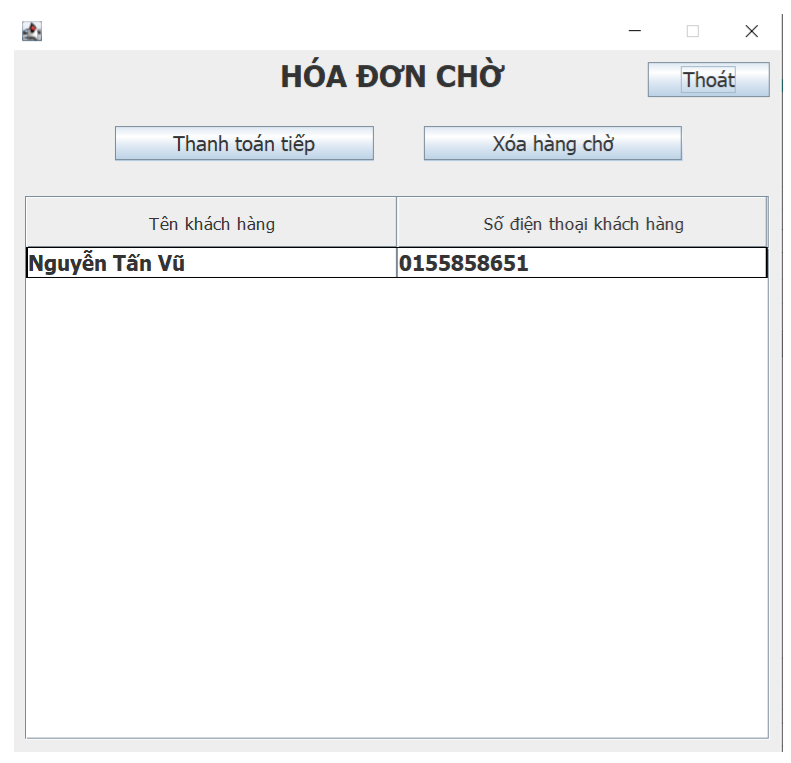 HÓA ĐƠN CHỜ
Thoát
Thanh toán tiếp
Xóa hàng chờ
Tên khách hàng
Số điện thoại khách hàng
Nguyễn Tấn Vũ
0155858651